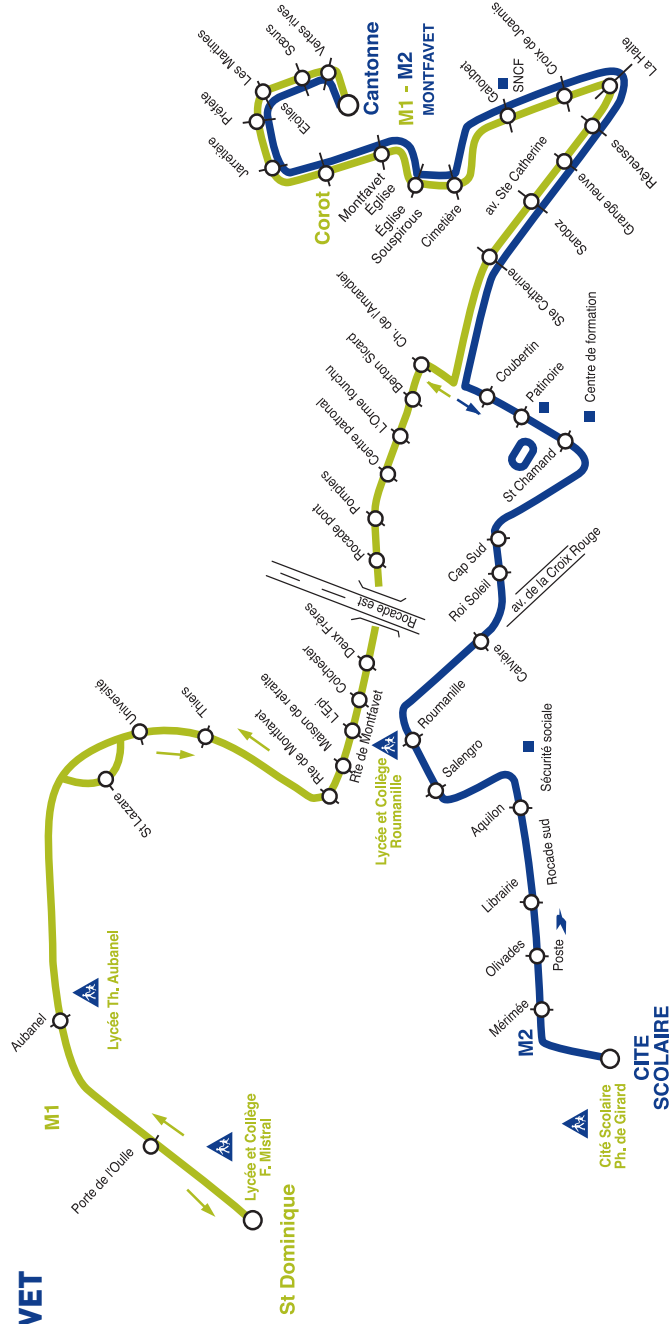 VET
St Dominique
Lycée et Collège
F. Mistral
Porte de l'Oulle
M1
Aubanel
Lycée Th. Aubanel
St Lazare
Université
Thiers
Rte de Montfavet
Rte de Montfavet
Maison de retraite
L'Epi
Colchester
Deux Frères
Rocade est
Rocade pont
Pompiers
Centre patronal
L'Orme fourchu
Berton Sicard
Ch. de l'Amandier
CITE
SCOLAIRE
Cité Scolaire
Ph. de Girard
M2
Mérimée
Olivades
Poste
Librairie
Rocade sud
Aquilon
Sécurité sociale
Salengro
Lycée et Collège
Roumanille
Roumanille
Calvière
av. de la Croix Rouge
Roi Soleil
Cap Sud
St Chamand
Centre de formation
Patinoire
Coubertin
Ste Catherine
Sandoz
av. Ste Catherine
Grange neuve
Rêveuses
La Halte
Croix de Joannis
SNCF
Galoubet
Cimetière
Église
Souspirous
Montfavet
Église
Corot
Jarretière
Préfète
Les Martines
Etoiles
Sœurs
Vertes rives
Cantonne
M1 - M2
MONTFAVET